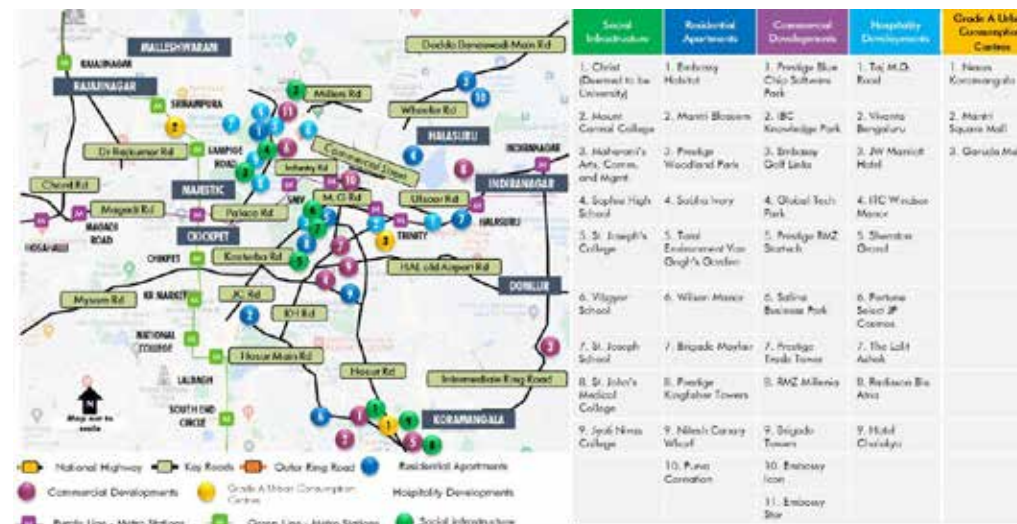 MALLESHWARAM
Dodda Banaswadi Main Rd
RAJAJINAGAR
RAJAJINAGAR
Millers Rd
SRIRAMPURA
Wheeler Rd
HALASURU
Dr Rajkumar Rd
SAMPIGE
ROAD
Commercial Street
Infantry Rd
INDIRANAGAR
Chord Rd
MAJESTIC
INDIRANAGAR
M.G Rd
Ulsoor Rd
Magadi Rd
Palace Rd
HOSAHALLI
MAGADI
ROAD
TRINITY
HALASURU
CHICKPET
Kasturba Rd
HAL old Airport Rd
DOMLUR
Mysore Rd
KR MARKET
JC Rd
KH Rd
NATIONAL
COLLEGE
Hosur Main Rd
Hosur Rd
Intermediate Ring Road
LALBAGH
N
Map not to
scale
SOUTH END
CIRCLE
KORAMANGALA
National Highway
Key Roads
Outer Ring Road
Residential Apartments
Commercial Developments
Grade A Urban Consumption
Centres
Hospitality Developments
Purple Line - Metro Stations
Green Line - Metro Stations
Social Infrastructure
Social
Infrastructure
Residential
Apartments
Commercial
Developments
Hospitality
Developments
Grade A
Consumption
Centres
1. Christ
(Deemed to be
University)
1. Embassy
Habitat
1. Prestige Blue
Chip Software
Park
1. Taj M.G.
Road
1. Nexus
Koramangala
2. Mount
Carmel College
2. Mantri Blossom
2. IBC
Knowledge Park
2. Vivanta
Bengaluru
2. Mantri
Square Mall
3. Maharani's
Arts, Comm.
and Mgmt
3. Prestige
Woodland Park
3. Embassy
Golf Links
3. JW Marriott
Hotel
3. Garuda
4. Sophia High
School
4. Sobha Ivory
4. Global Tech
Park
4. ITC Windsor
Manor
5. St. Joseph's
College
5. Total
Environment Van
Gogh's Garden
5. Prestige RMZ
Startech
5. Sheraton
Grand
6. Vibgyor
School
6. Wilson Manor
6. Salma
Business Park
6. Fortune
Select JP
Cosmos
7. St. Joseph
School
7. Brigade Mayfair
7. Prestige
Trade Tower
7. The Lalit
Ashok
8. St. John's
Medical
College
8. Prestige
Kingfisher Towers
8. RMZ Millenia
8. Radisson Blu
Atria
9. Jyoti Nivas
College
9. Nitesh Canary
Wharf
9. Brigade
Towers
9. Hotel
Chalukya
10. Purva
Carnation
10. Embassy
Icon
11. Embassy
Star